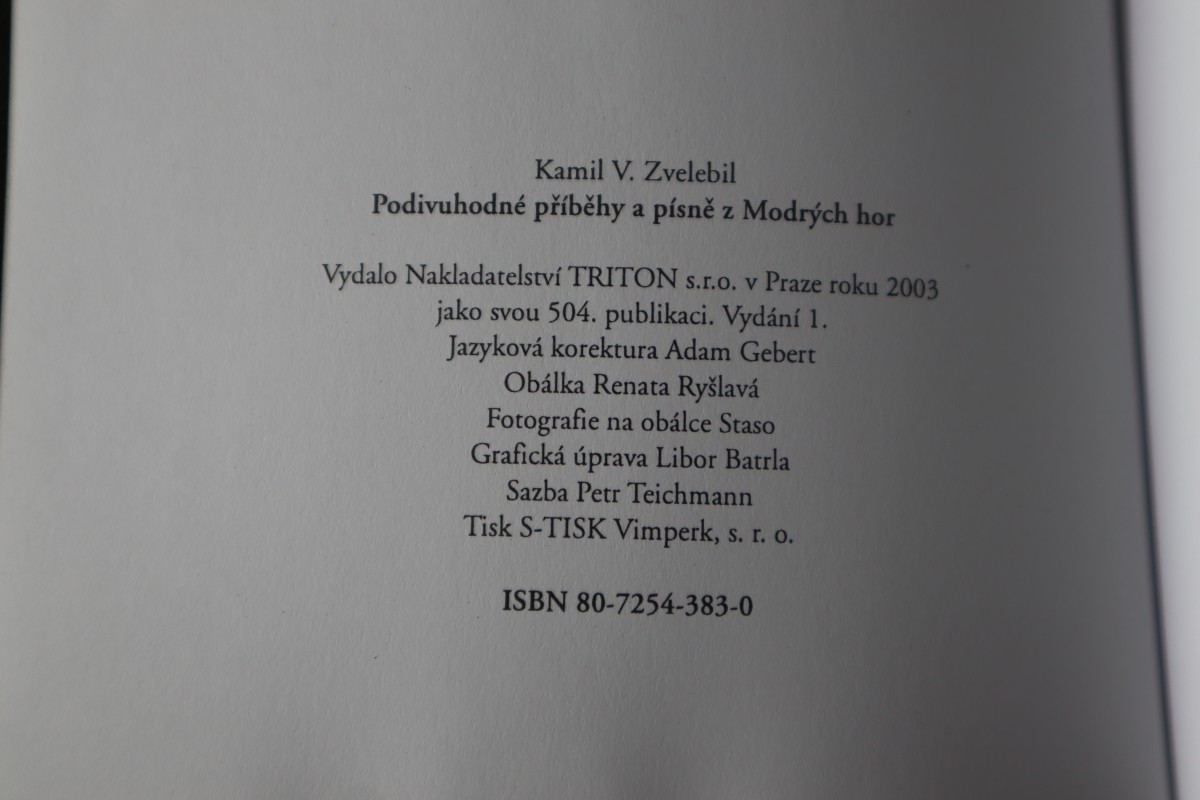 Kamil V. Zvelebil
Podivuhodné příběhy a písně z Modrých hor
Vydalo Nakladatelství TRITON s.r.o. v Praze roku 2003
jako svou 504. publikaci. Vydání 1.
Jazyková korektura Adam Gebert
Obálka Renata Ryšlavá
Fotografie na obálce Staso
Grafická úprava Libor Batrla
Sazba Petr Teichmann
Tisk S-TISK Vimperk, s. r. o.
ISBN 80-7254-383-0